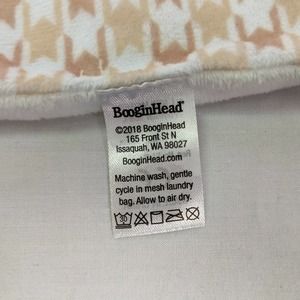 BooginHead
©2018 BooginHead
165 Front St N
Issaquah, WA 98027
BooginHead.com
Machine wash, gentle
cycle in mesh laundry
bag. Allow to air dry.
30